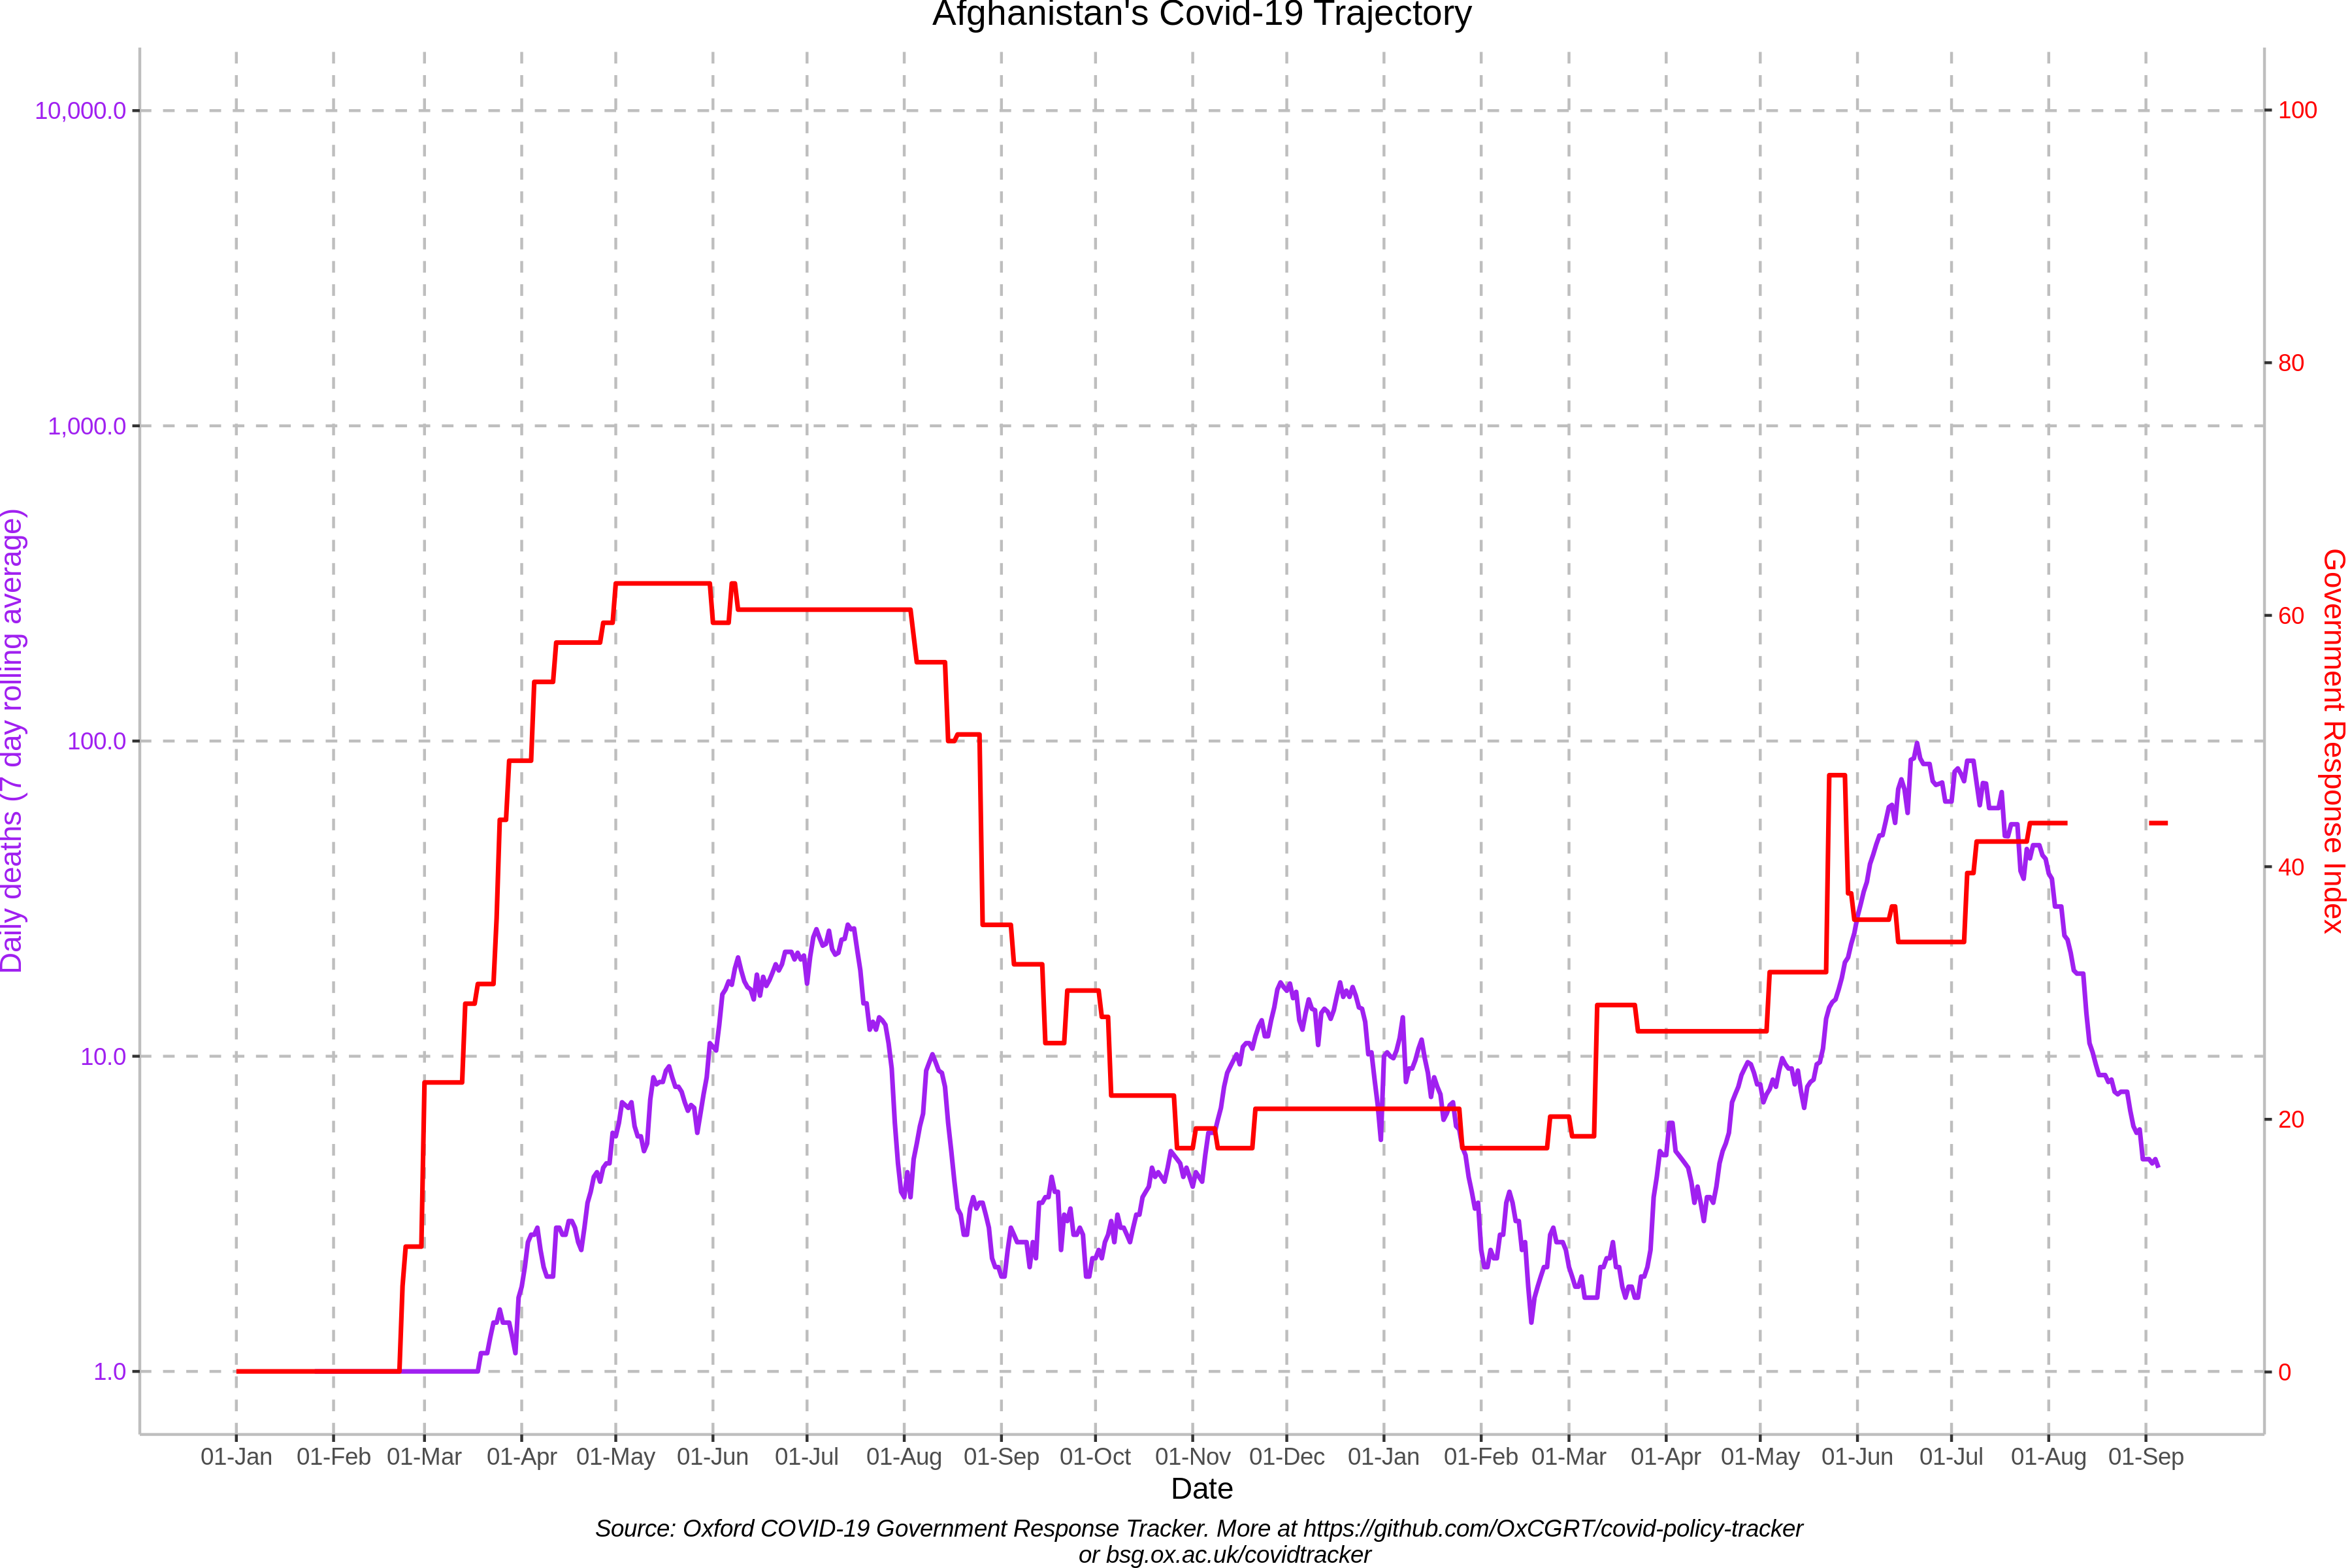 Afghanistan's Covid-19 Trajectory
10,000.0
1,000.0
100.0
10.0
1.0
Daily deaths (7 day rolling average)
100
80
60
40
20
0
Government Response Index
01-Jan 01-Feb 01-Mar 01-Apr 01-May 01-Jun 01-Jul 01-Aug 01-Sep 01-Oct 01-Nov 01-Dec 01-Jan 01-Feb 01-Mar 01-Apr 01-May 01-Jun 01-Jul 01-Aug 01-Sep
Date
Source: Oxford COVID-19 Government Response Tracker. More at https://github.com/OxCGRT/covid-policy-tracker
or bsg.ox.ac.uk/covidtracker